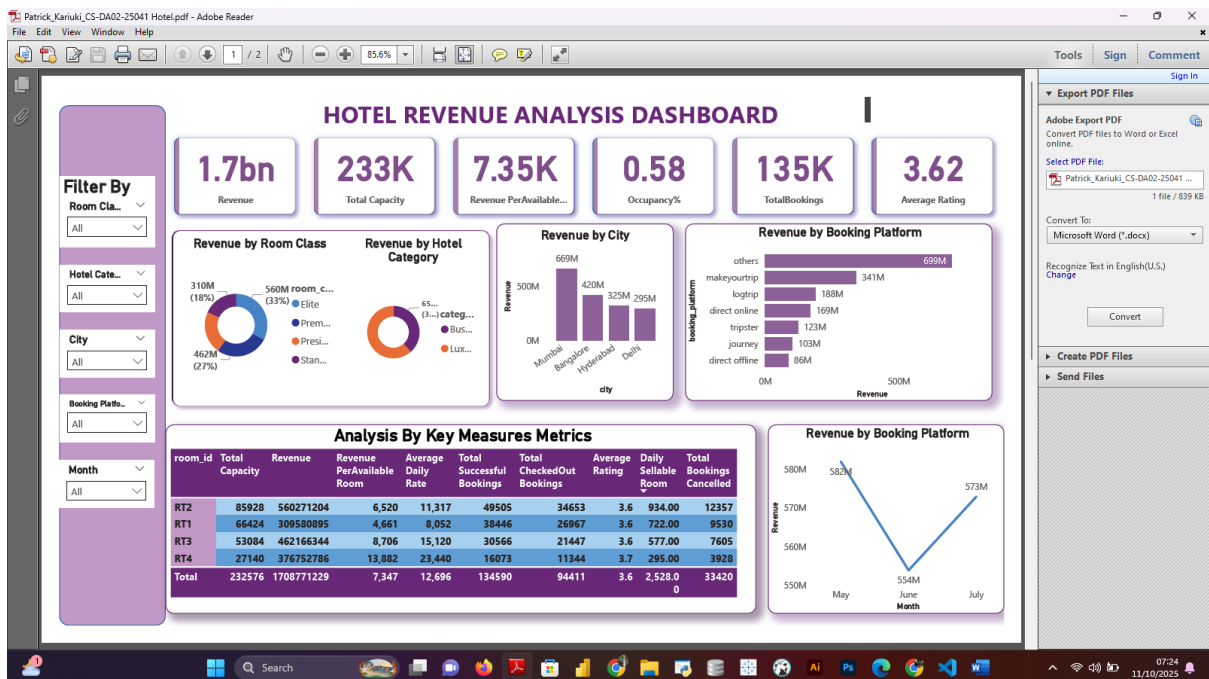 Patrick_Kariuki_CS-DA02-25041 Hotel.pdf - Adobe Reader
File Edit View Window Help
1 / 2
85.6%
Tools Sign Comment
Sign In
Export PDF Files
Adobe Export PDF
Convert PDF files to Word or Excel
online.
Select PDF File:
Patrick_Kariuki_CS-DA02-25041 ...
1 file / 839 KB
Convert To:
Microsoft Word (*.docx)
Recognize Text in English(U.S.)
Change
Convert
Create PDF Files
Send Files
HOTEL REVENUE ANALYSIS DASHBOARD
1.7bn
Revenue
233K
Total Capacity
7.35K
Revenue PerAvailable...
0.58
Occupancy%
135K
TotalBookings
3.62
Average Rating
Filter By
Room Cla...
All
Hotel Cate...
All
City
All
Booking Platfo...
All
Month
All
Revenue by Room Class
310M
(18%)
560M
(33%)
462M
(27%)
room_c...
Elite
Prem...
Presi...
Stan...
Revenue by Hotel
Category
65...
(3...)
categ...
Bus...
Lux...
Revenue by City
Revenue
500M
0M
669M
420M
325M
295M
Mumbai
Bangalore
Hyderabad
Delhi
city
Revenue by Booking Platform
booking_platform
others 699M
makeyourtrip 341M
logtrip 188M
direct online 169M
tripster 123M
journey 103M
direct offline 86M
0M 500M
Revenue
Analysis By Key Measures Metrics
room_id Total Revenue Revenue Average Total Total Average Daily Total
Capacity PerAvailable Daily Successful CheckedOut Rating Sellable Bookings
Room Rate Bookings Bookings Room Cancelled
RT2 85928 560271204 6,520 11,317 49505 34653 3.6 934.00 12357
RT1 66424 309580895 4,661 8,052 38446 26967 3.6 722.00 9530
RT3 53084 462166344 8,706 15,120 30566 21447 3.6 577.00 7605
RT4 27140 376752786 13,882 23,440 16073 11344 3.7 295.00 3928
Total 232576 1708771229 7,347 12,696 134590 94411 3.6 2,528.0 33420
0
Revenue by Booking Platform
Revenue
580M
570M
560M
550M
582M
554M
573M
May June July
Month
Search
Ai
Ps
07:24
11/10/2025